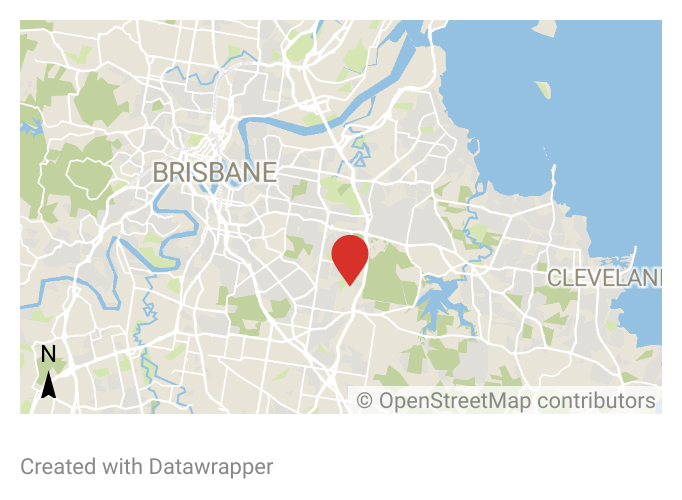 BRISBANE
CLEVELAN
N
© OpenStreetMap contributors
Created with Datawrapper